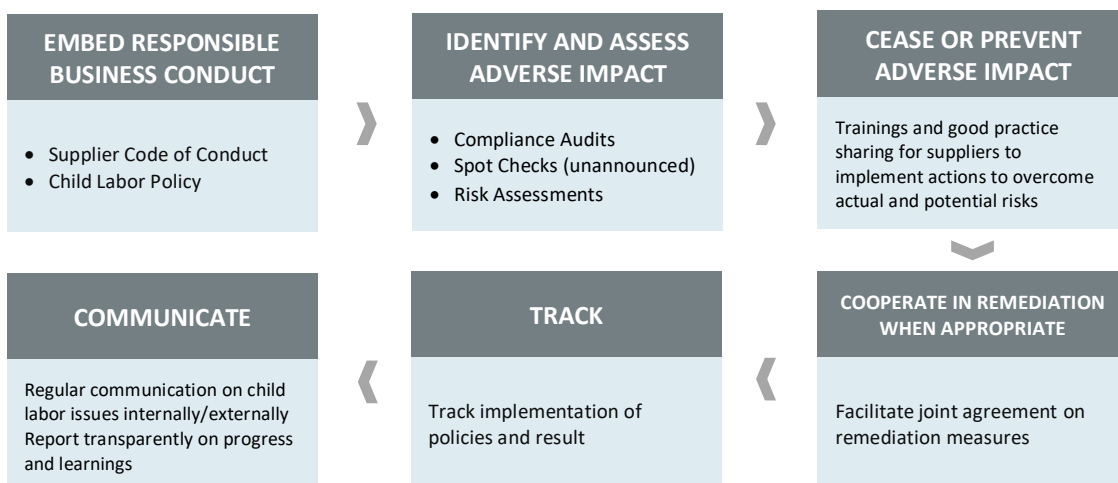 EMBED RESPONSIBLE
BUSINESS CONDUCT
• Supplier Code of Conduct
• Child Labor Policy
IDENTIFY AND ASSESS
ADVERSE IMPACT
• Compliance Audits
• Spot Checks (unannounced)
• Risk Assessments
CEASE OR PREVENT
ADVERSE IMPACT
Trainings and good practice
sharing for suppliers to
implement actions to overcome
actual and potential risks
COOPERATE IN REMEDIATION
WHEN APPROPRIATE
Facilitate joint agreement on
remediation measures
TRACK
Track implementation of
policies and result
COMMUNICATE
Regular communication on child
labor issues internally/externally
Report transparently on progress
and learnings